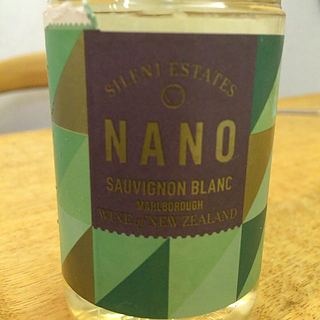 SILENI ESTATES
NANO
SAUVIGNON BLANC
MARLBOROUGH
WINE of NEW ZEALAND